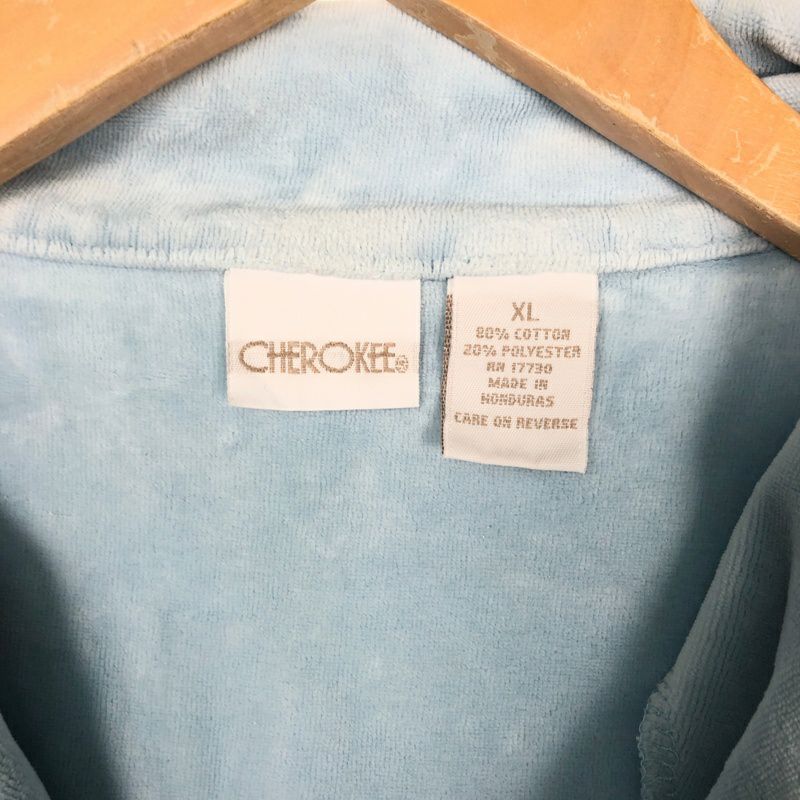 CHEROKEE®
XL
80% COTTON
20% POLYESTER
RN 17730
MADE IN
HONDURAS
CARE ON REVERSE